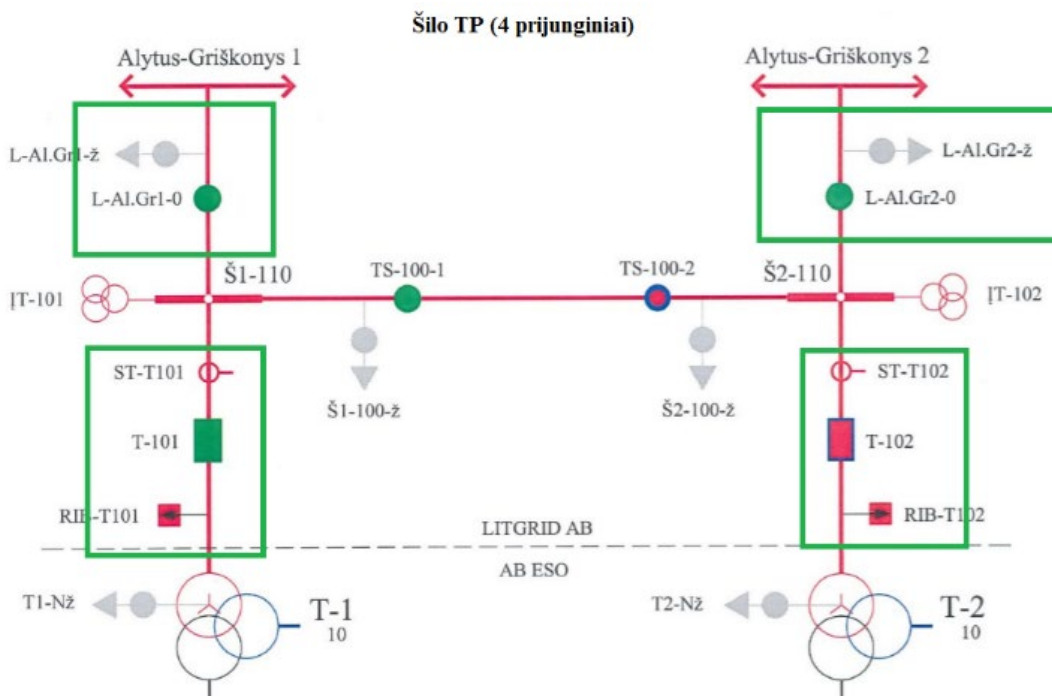 Šilo TP (4 prijunginiai)
Alytus-Griškonys 1
Alytus-Griškonys 2
L-Al.Gr1-ž
L-Al.Gr2-ž
L-Al.Gr1-0
L-Al.Gr2-0
Š1-110
TS-100-1
TS-100-2
Š2-110
ĮT-101
ĮT-102
ST-T101
ST-T102
Š1-100-ž
Š2-100-ž
T-101
T-102
RIB-T101
RIB-T102
LITGRID AB
AB ESO
T1-Nž
T-1
10
T2-Nž
T-2
10